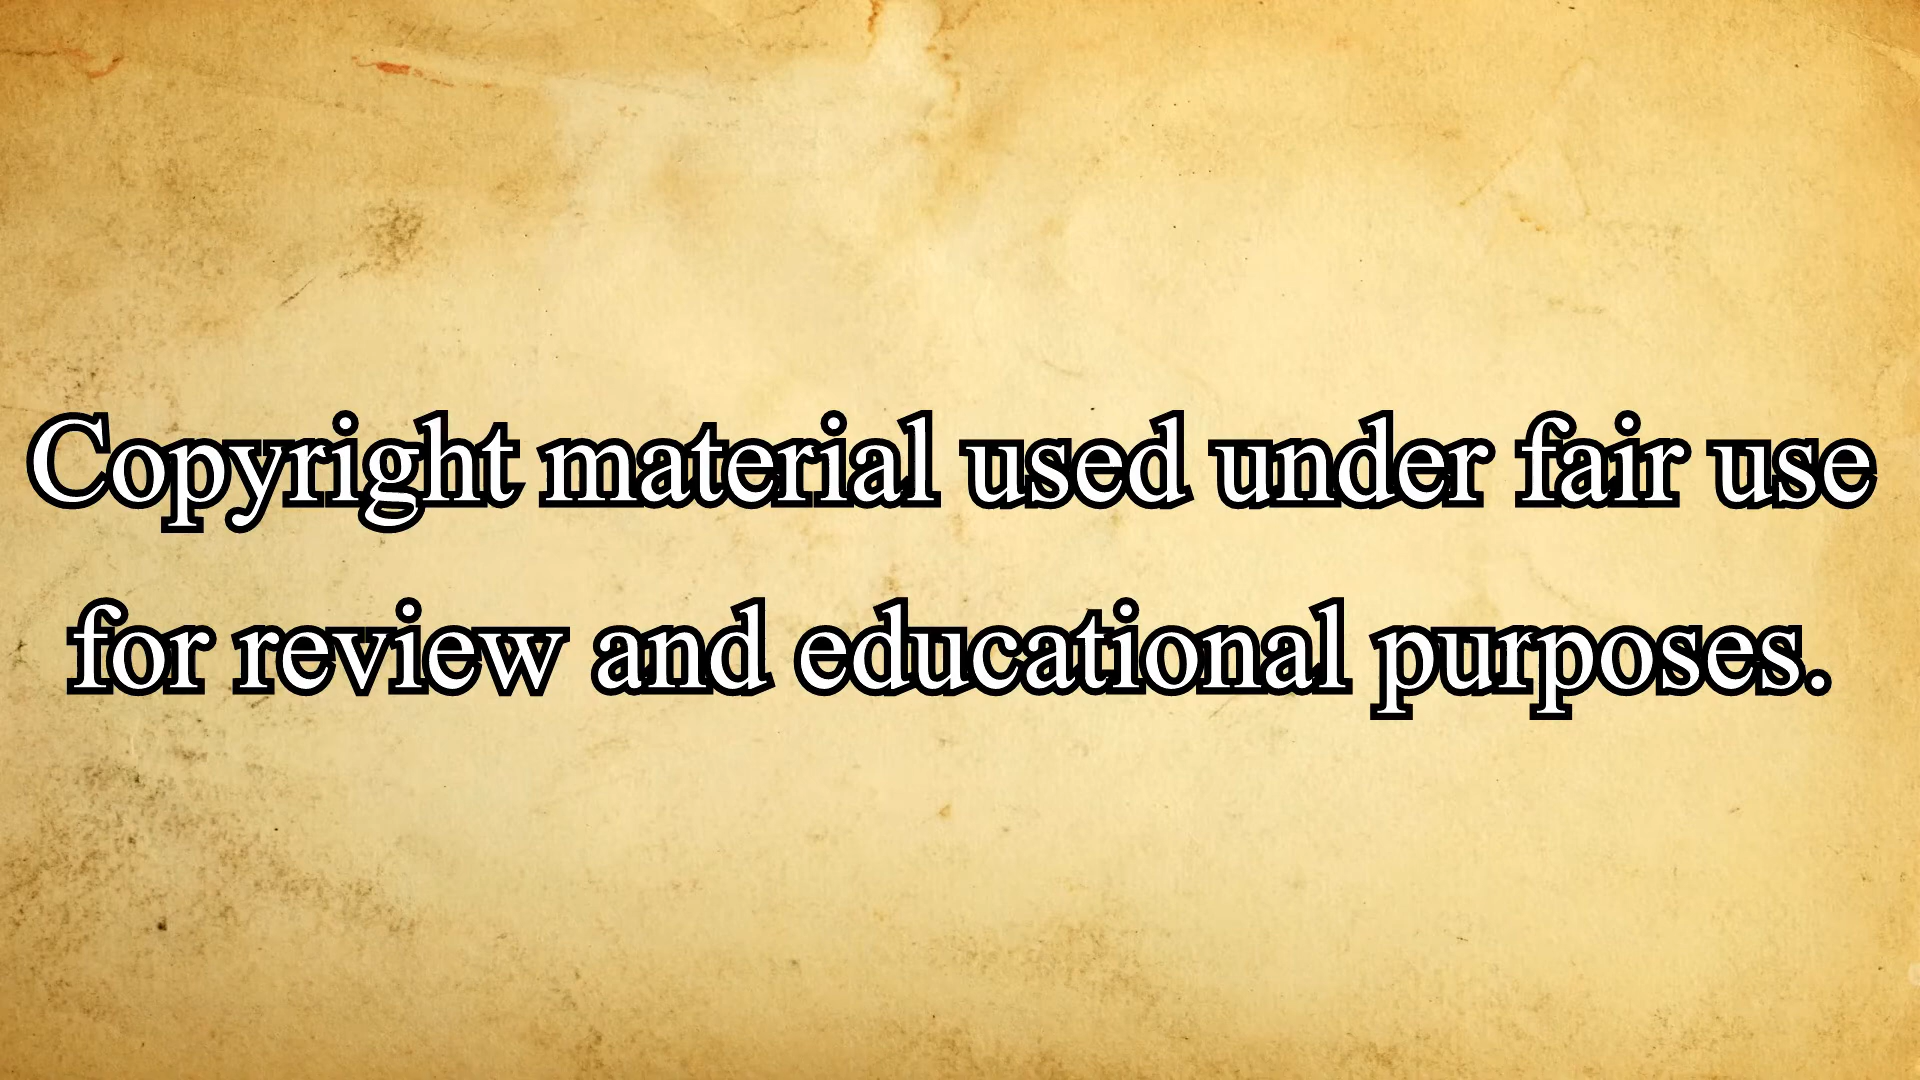 Copyright material used under fair use
for review and educational purposes.